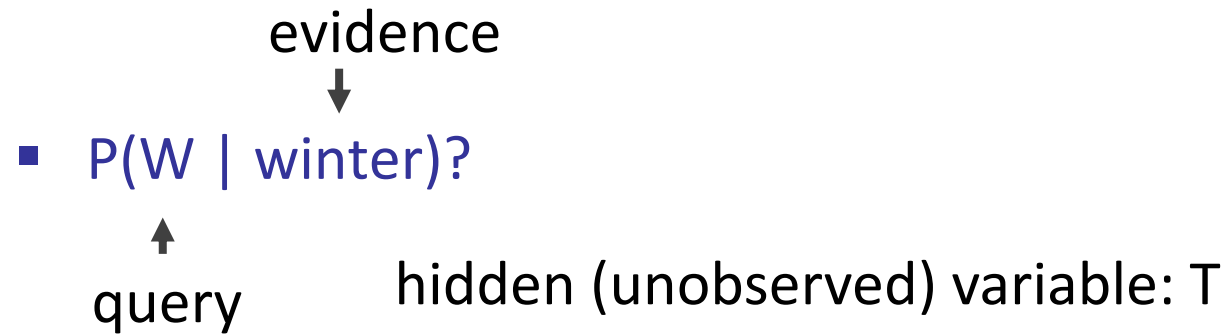 evidence
▪ P(W | winter)?
query
hidden (unobserved) variable: T